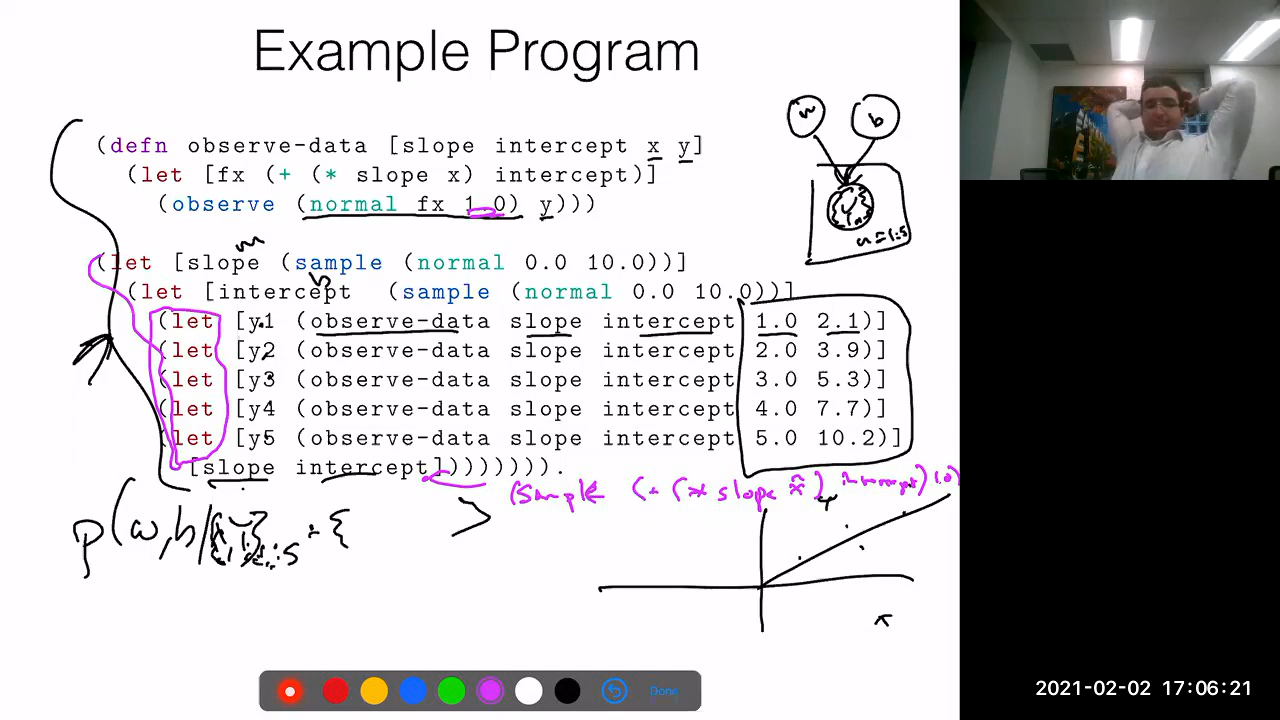 Example Program
(defn observe-data [slope intercept x y]
(let [fx (+ (* slope x) intercept)]
(observe (normal fx 1.0) y)))
m
(let [slope (sample (normal 0.0 10.0))]
b
(let [intercept (sample (normal 0.0 10.0))]
(let [y1 (observe-data slope intercept 1.0 2.1)]
(let [y2 (observe-data slope intercept 2.0 3.9)]
(let [y3 (observe-data slope intercept 3.0 5.3)]
(let [y4 (observe-data slope intercept 4.0 7.7)]
(let [y5 (observe-data slope intercept 5.0 10.2)]
[slope intercept]))))))).
b
Y
n=1:5
(sample (+ (* slope x̂) intercept) 1.0)
Y
x
Done
2021-02-02 17:06:21